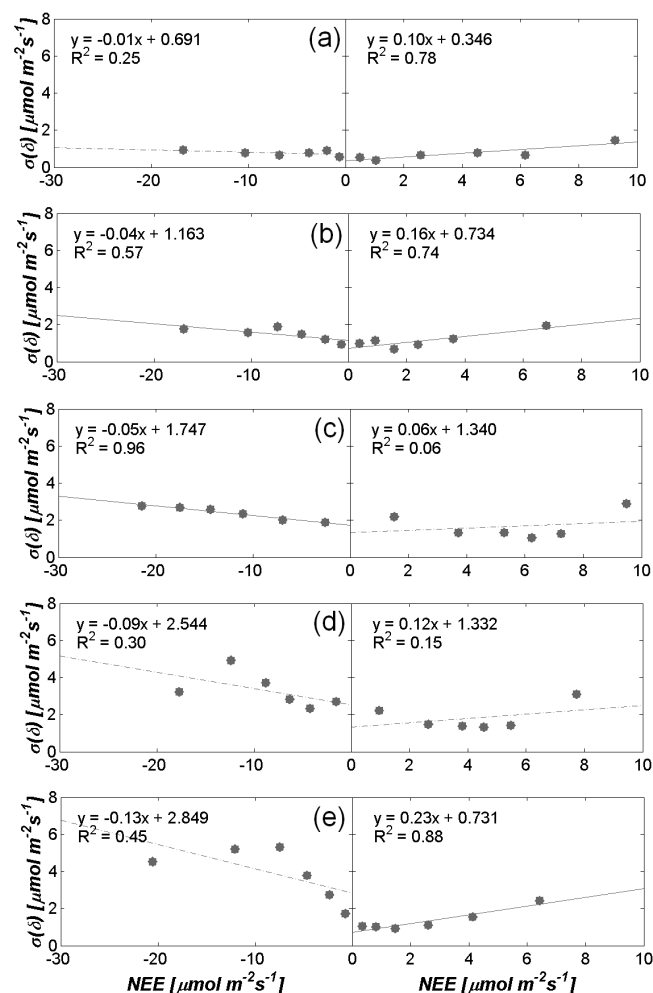 8
6
4
2
0
σ(δ) [μmol m⁻²s⁻¹]
y = -0.01x + 0.691
R² = 0.25
(a)
y = 0.10x + 0.346
R² = 0.78
-30 -20 -10 0 2 4 6 8 10
8
6
4
2
0
σ(δ) [μmol m⁻²s⁻¹]
y = -0.04x + 1.163
R² = 0.57
(b)
y = 0.16x + 0.734
R² = 0.74
-30 -20 -10 0 2 4 6 8 10
8
6
4
2
0
σ(δ) [μmol m⁻²s⁻¹]
y = -0.05x + 1.747
R² = 0.96
(c)
y = 0.06x + 1.340
R² = 0.06
-30 -20 -10 0 2 4 6 8 10
8
6
4
2
0
σ(δ) [μmol m⁻²s⁻¹]
y = -0.09x + 2.544
R² = 0.30
(d)
y = 0.12x + 1.332
R² = 0.15
-30 -20 -10 0 2 4 6 8 10
8
6
4
2
0
σ(δ) [μmol m⁻²s⁻¹]
y = -0.13x + 2.849
R² = 0.45
(e)
y = 0.23x + 0.731
R² = 0.88
-30 -20 -10 0 2 4 6 8 10
NEE [μmol m⁻²s⁻¹] NEE [μmol m⁻²s⁻¹]